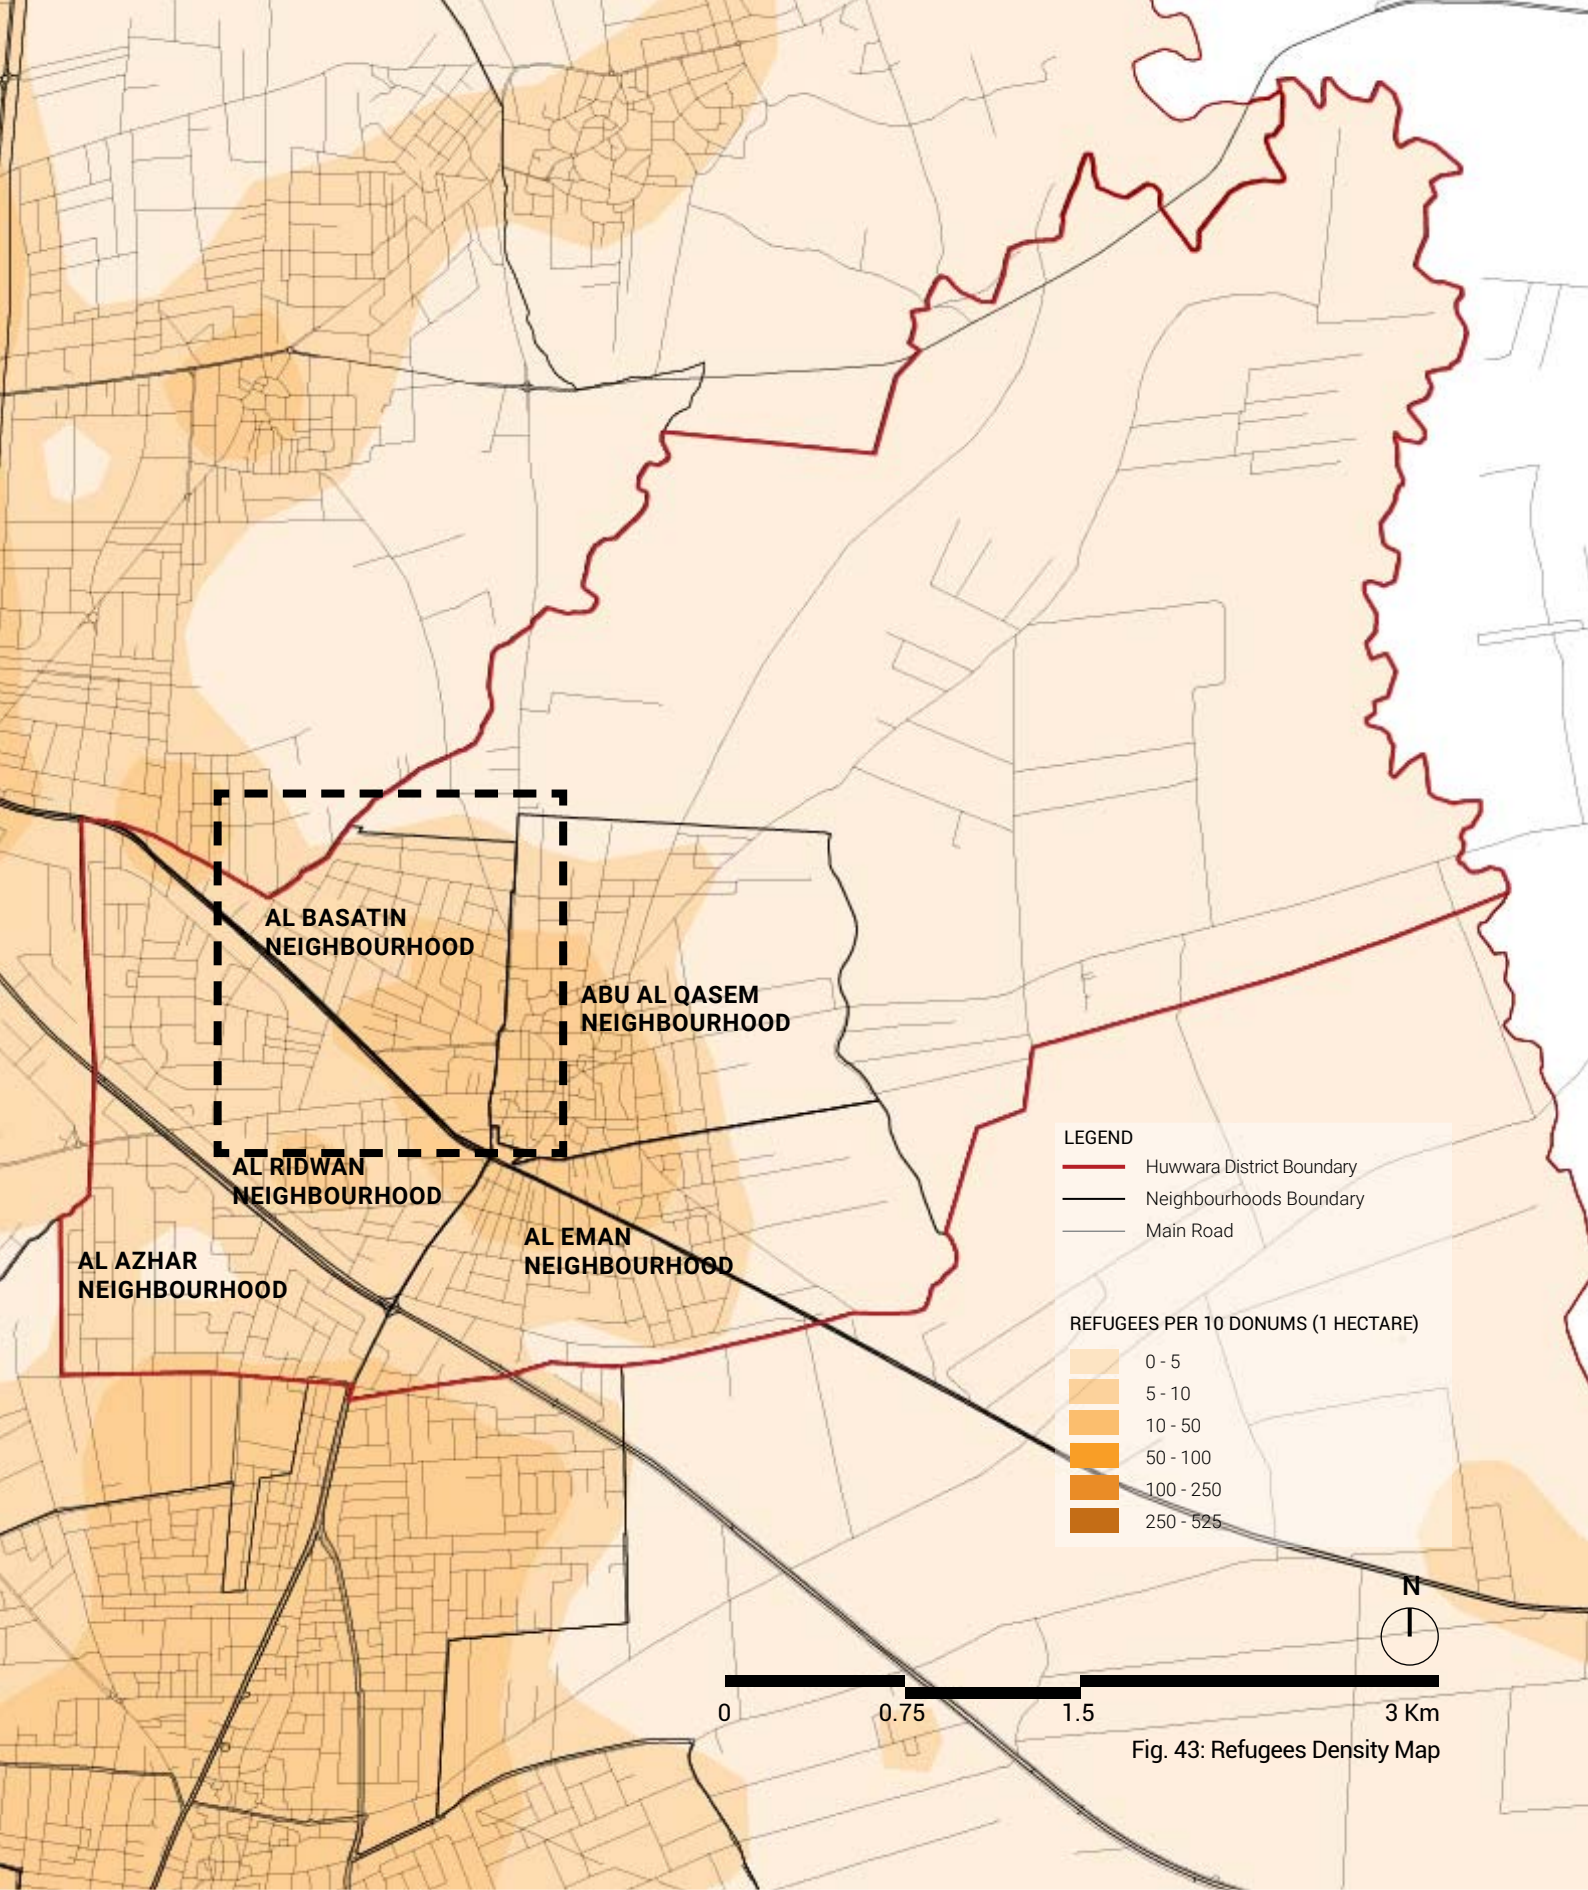 AL BASATIN
NEIGHBOURHOOD
ABU AL QASEM
NEIGHBOURHOOD
AL RIDWAN
NEIGHBOURHOOD
AL EMAN
NEIGHBOURHOOD
AL AZHAR
NEIGHBOURHOOD
LEGEND
Huwwara District Boundary
Neighbourhoods Boundary
Main Road
REFUGEES PER 10 DONUMS (1 HECTARE)
0 - 5
5 - 10
10 - 50
50 - 100
100 - 250
250 - 525
N
0 0.75 1.5 3 Km
Fig. 43: Refugees Density Map